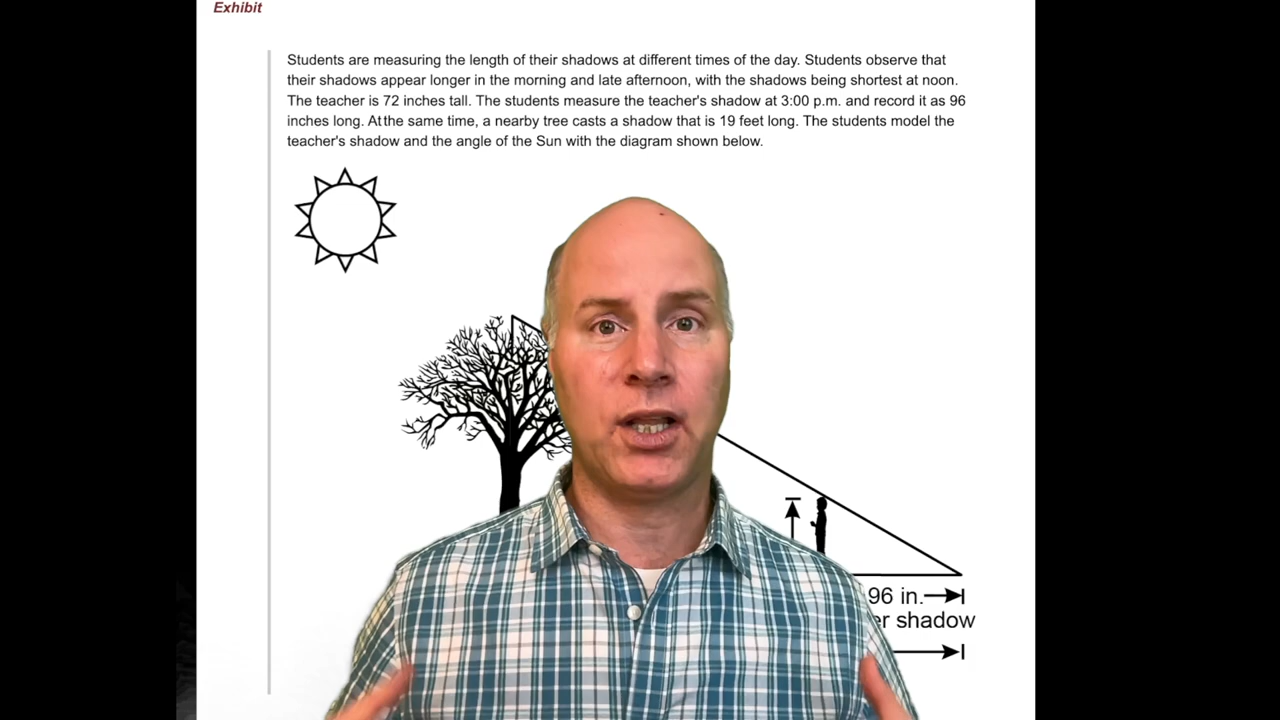 Exhibit
Students are measuring the length of their shadows at different times of the day. Students observe that
their shadows appear longer in the morning and late afternoon, with the shadows being shortest at noon.
The teacher is 72 inches tall. The students measure the teacher's shadow at 3:00 p.m. and record it as 96
inches long. At the same time, a nearby tree casts a shadow that is 19 feet long. The students model the
teacher's shadow and the angle of the Sun with the diagram shown below.
96 in.
shadow